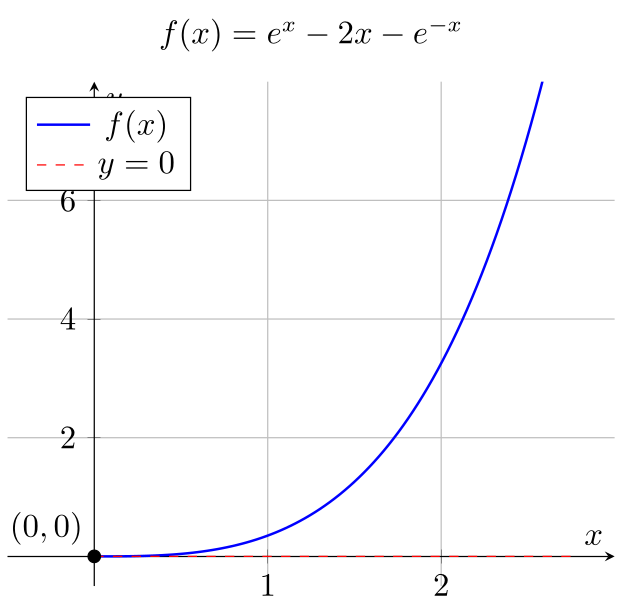 f(x) = e^x − 2x − e^{−x}
f(x)
y = 0
6
4
2
(0, 0)
x
1
2